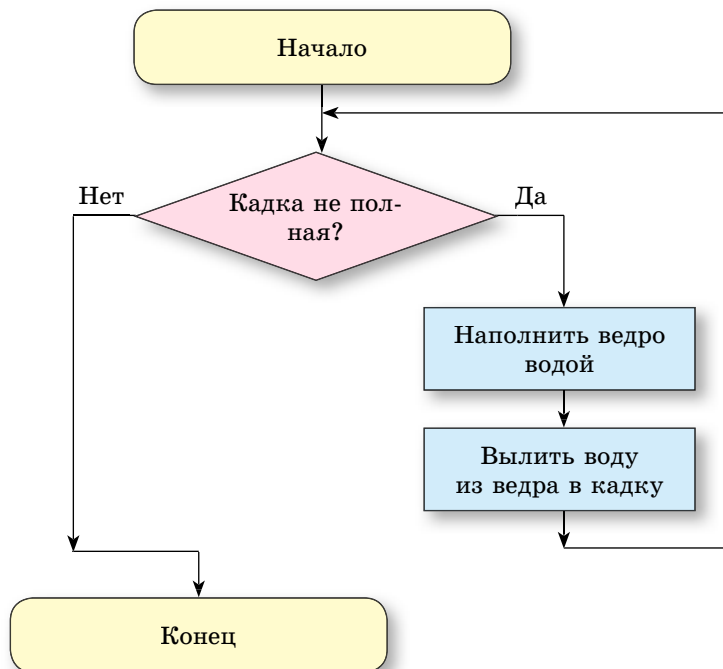 Начало
Нет
Кадка не пол-
ная?
Да
Наполнить ведро
водой
Вылить воду
из ведра в кадку
Конец